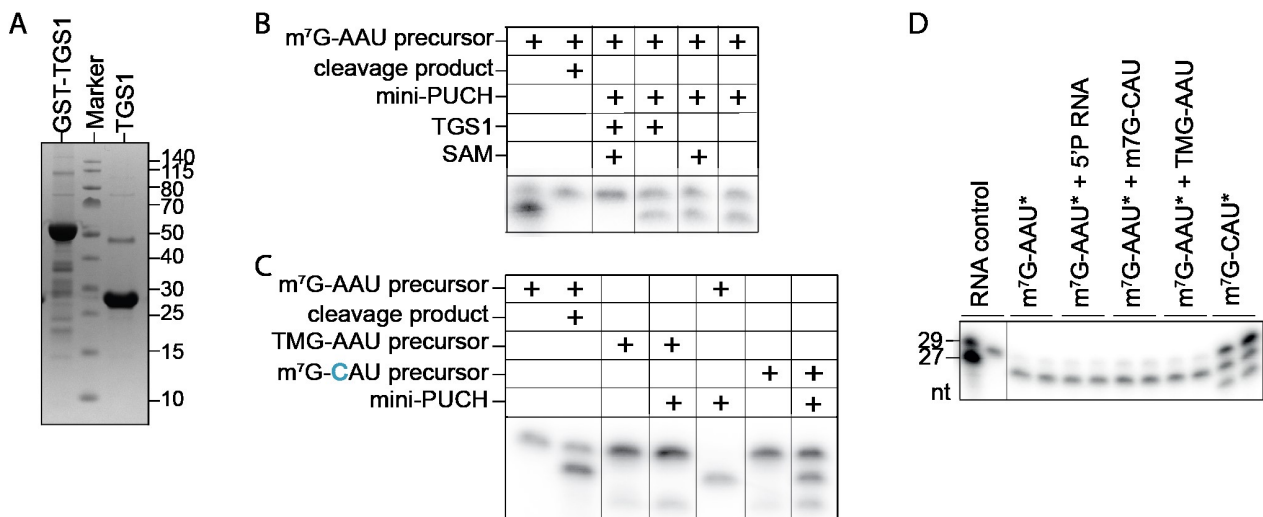 A
GST-TGS1
Marker
TGS1
140
115
80
70
50
40
30
25
15
10
B
m⁷G-AAU precursor + + + + + +
cleavage product +
mini-PUCH + + + +
TGS1 + +
SAM + +
C
m⁷G-AAU precursor + + +
cleavage product +
TMG-AAU precursor + +
m⁷G-CAU precursor + +
mini-PUCH + + +
D
RNA control
m⁷G-AAU*
m⁷G-AAU* + 5'P RNA
m⁷G-AAU* + m7G-CAU
m⁷G-AAU* + TMG-AAU
m⁷G-CAU*
29
27
nt